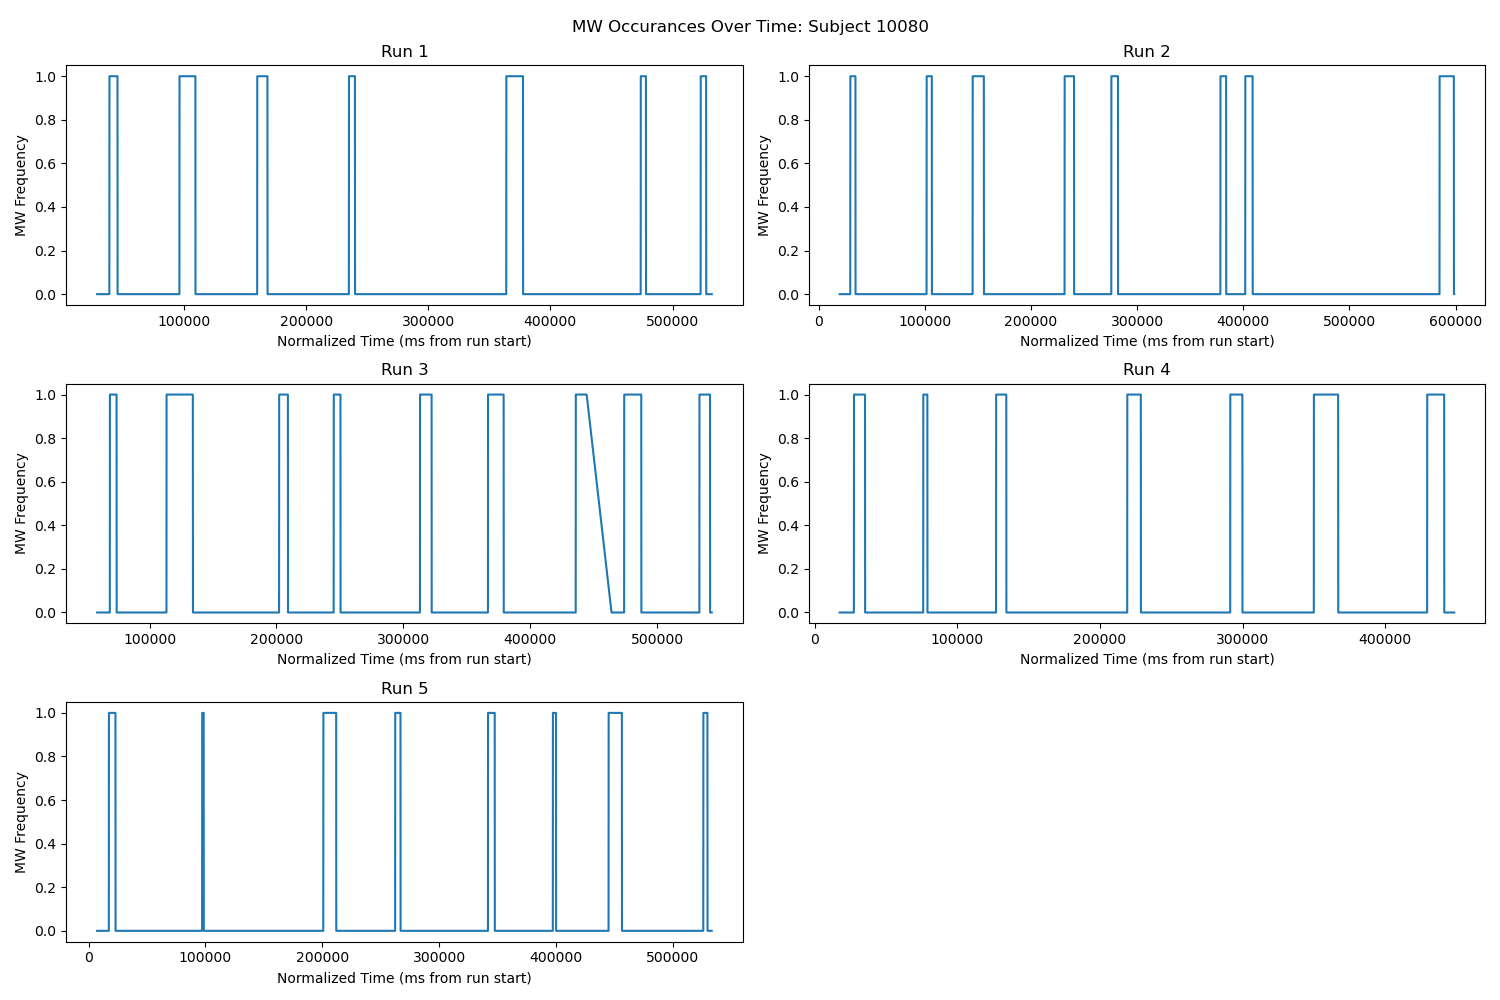 MW Occurances Over Time: Subject 10080
Run 1
1.0
0.8
0.6
0.4
0.2
0.0
MW Frequency
100000 200000 300000 400000 500000
Normalized Time (ms from run start)
Run 2
1.0
0.8
0.6
0.4
0.2
0.0
MW Frequency
0 100000 200000 300000 400000 500000 600000
Normalized Time (ms from run start)
Run 3
1.0
0.8
0.6
0.4
0.2
0.0
MW Frequency
100000 200000 300000 400000 500000
Normalized Time (ms from run start)
Run 4
1.0
0.8
0.6
0.4
0.2
0.0
MW Frequency
0 100000 200000 300000 400000
Normalized Time (ms from run start)
Run 5
1.0
0.8
0.6
0.4
0.2
0.0
MW Frequency
0 100000 200000 300000 400000 500000
Normalized Time (ms from run start)